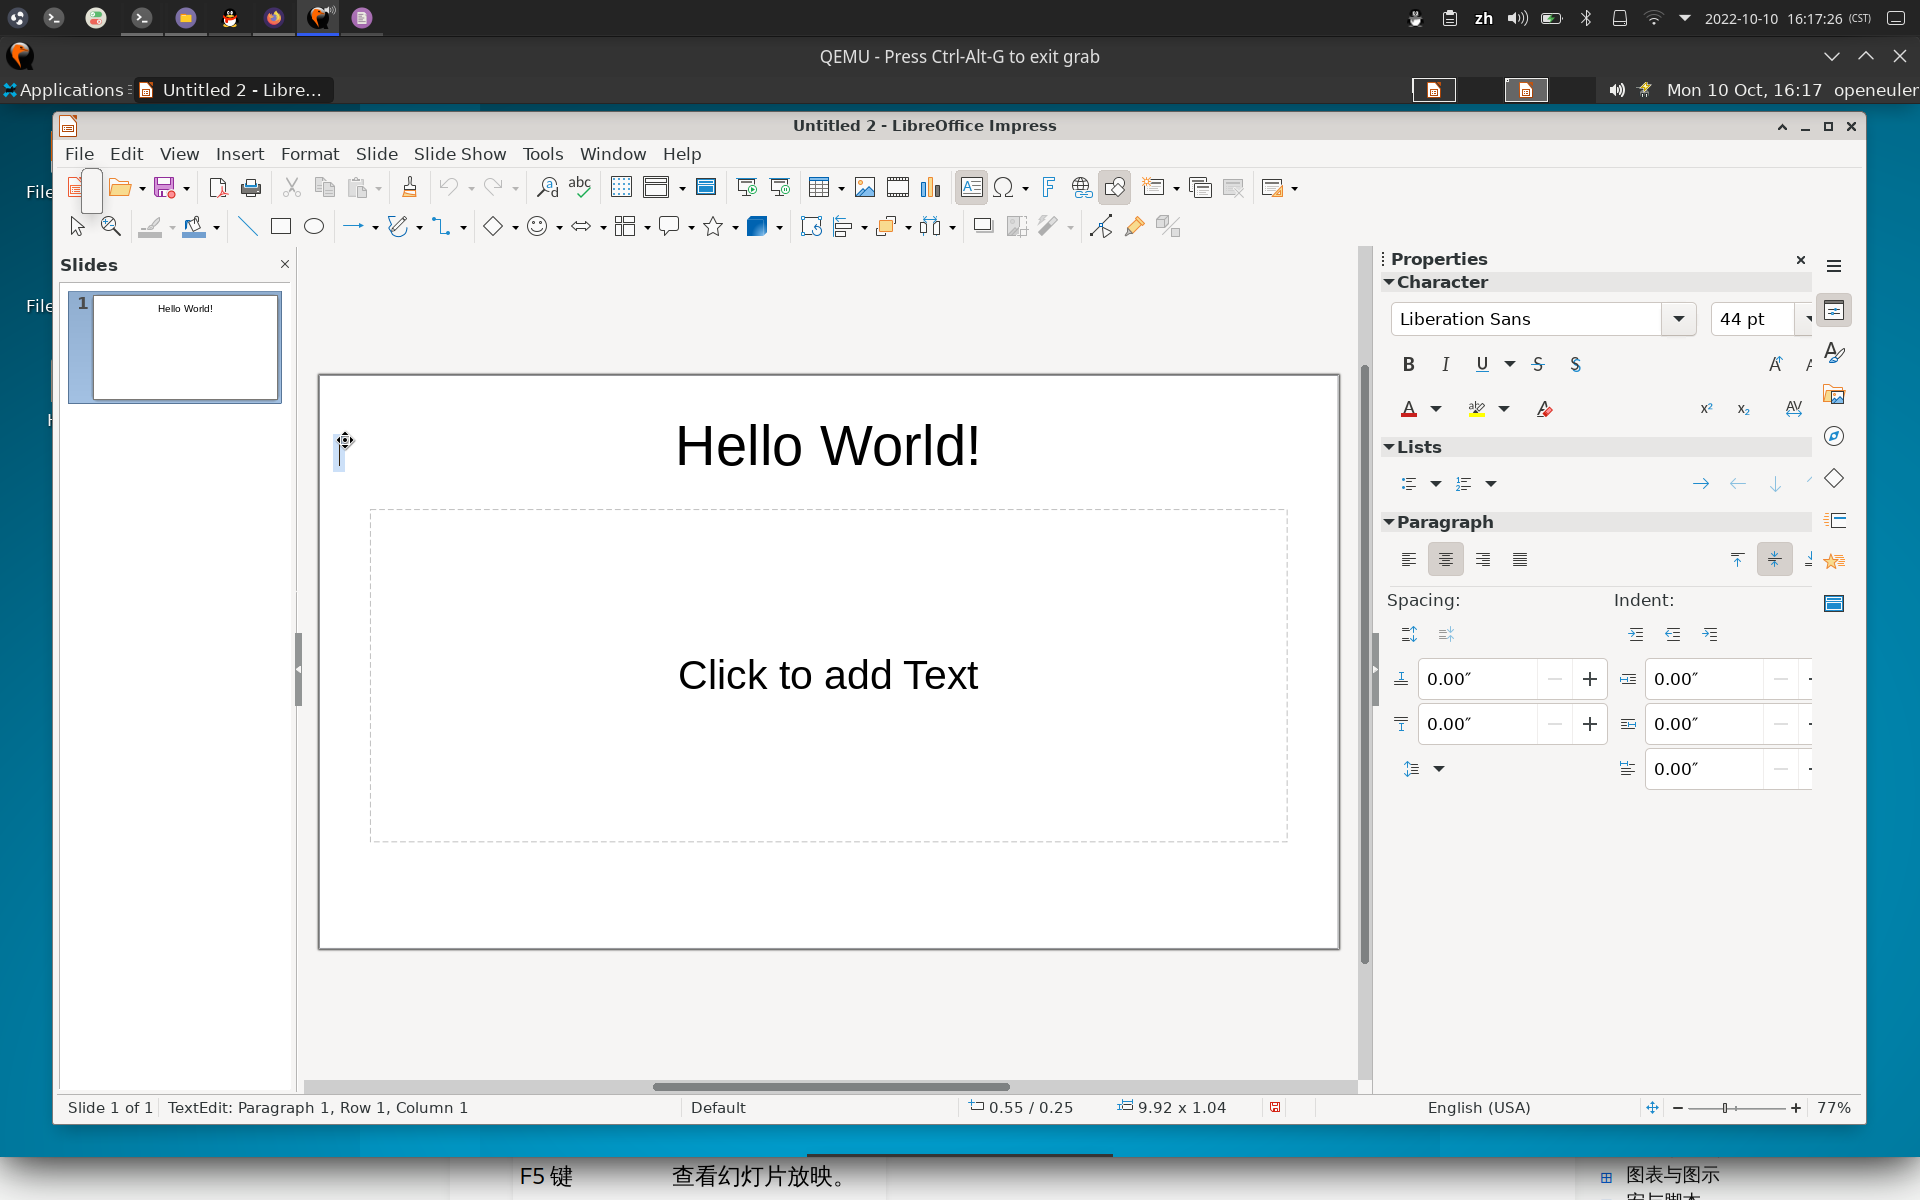 zh
2022-10-10 16:17:26 (CST)
QEMU - Press Ctrl-Alt-G to exit grab
Applications
Untitled 2 - Libre...
Mon 10 Oct, 16:17 openeuler
Untitled 2 - LibreOffice Impress
File Edit View Insert Format Slide Slide Show Tools Window Help
File
File
Slides
1
Hello World!
Hello World!
Click to add Text
Properties
Character
Liberation Sans
44 pt
Lists
Paragraph
Spacing:
Indent:
0.00″
0.00″
0.00″
0.00″
0.00″
Slide 1 of 1
TextEdit: Paragraph 1, Row 1, Column 1
Default
0.55 / 0.25
9.92 x 1.04
English (USA)
77%
F5 键
查看幻灯片放映。
图表与图示